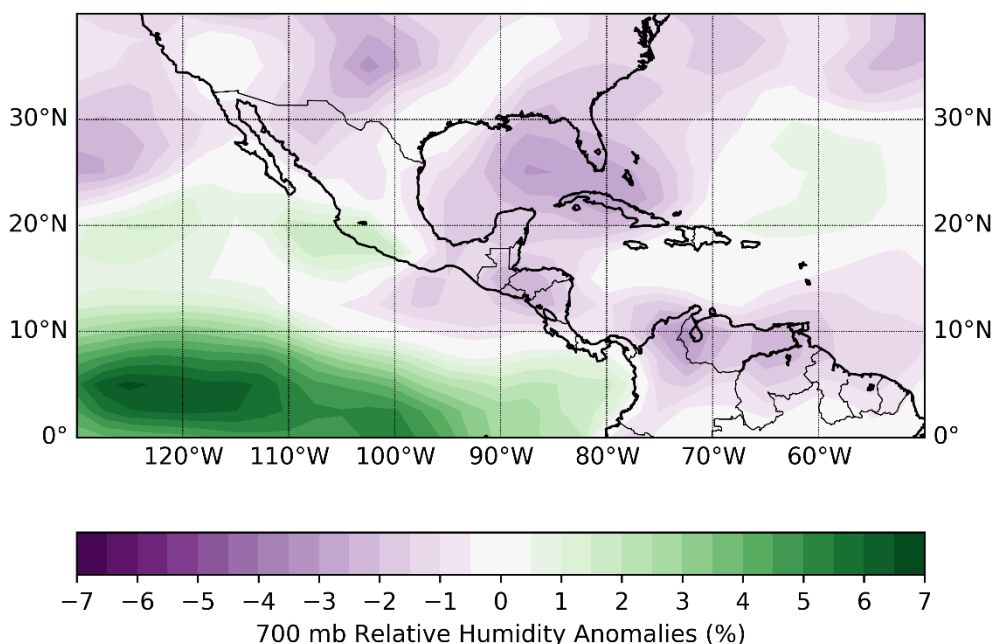 30°N 30°N
20°N 20°N
10°N 10°N
0° 0°
120°W 110°W 100°W 90°W 80°W 70°W 60°W
−7 −6 −5 −4 −3 −2 −1 0 1 2 3 4 5 6 7
700 mb Relative Humidity Anomalies (%)